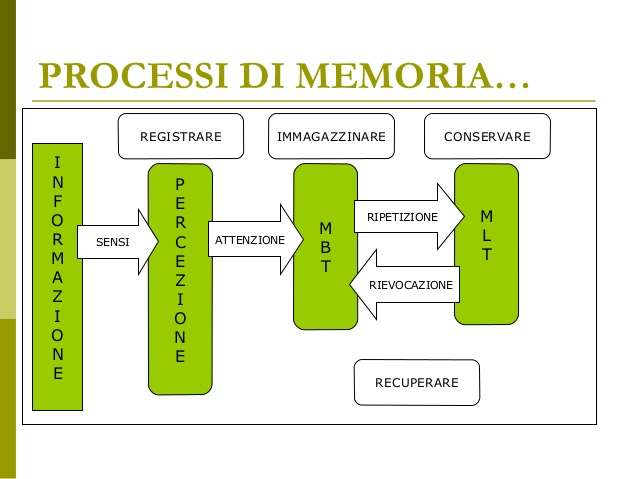 PROCESSI DI MEMORIA…
REGISTRARE
IMMAGAZZINARE
CONSERVARE
INFORMAZIONE
SENSI
PERCEZIONE
ATTENZIONE
MBT
RIPETIZIONE
RIEVOCAZIONE
MLT
RECUPERARE